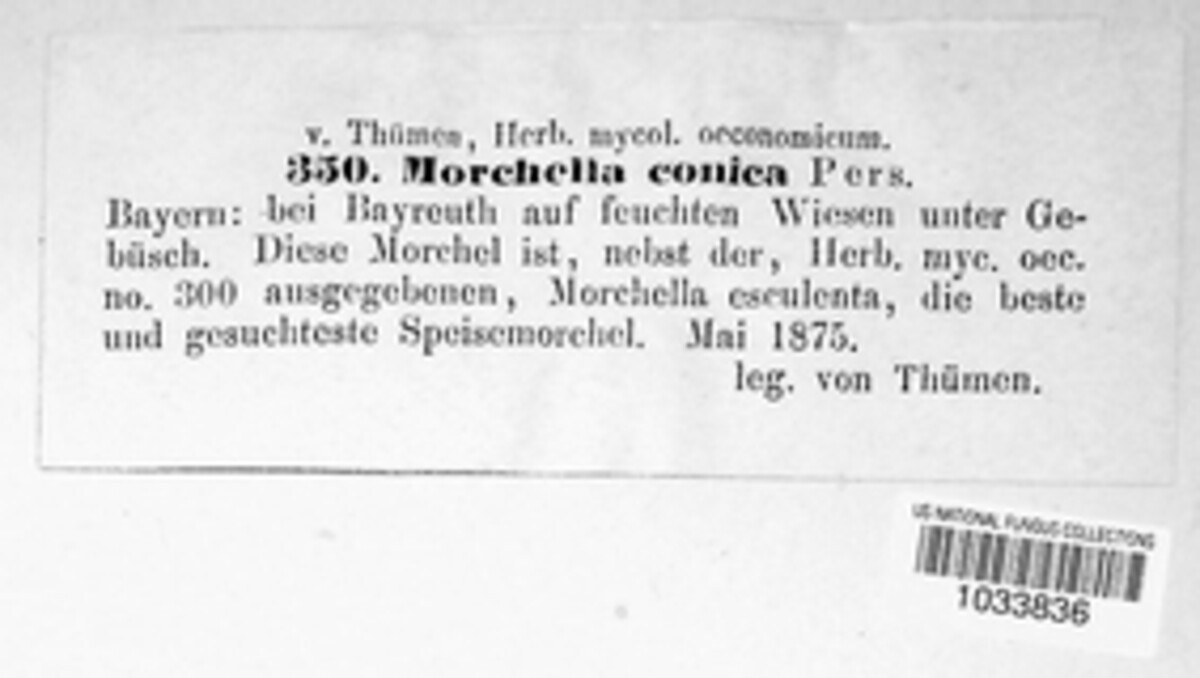 v. Thümen, Herb. mycol. oeconomicum.
350. Morchella conica Pers.
Bayern: bei Bayreuth auf feuchten Wiesen unter Ge-
büsch. Diese Morchel ist, nebst der, Herb. myc. oec.
no. 300 ausgegebenen, Morchella esculenta, die beste
und gesuchteste Speisemorchel. Mai 1875.
leg. von Thümen.
US NATIONAL FUNGUS COLLECTIONS
1033836